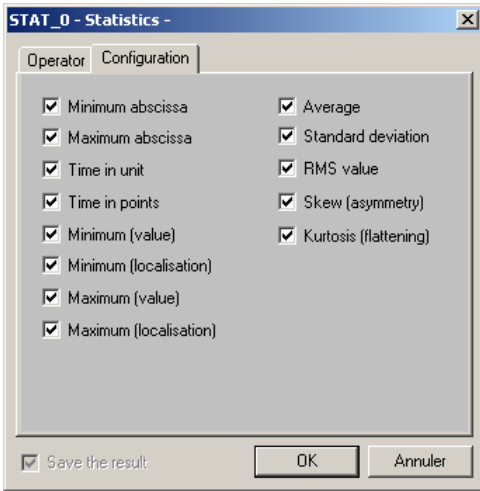 STAT_0 - Statistics -
Operator
Configuration
Minimum abscissa
Maximum abscissa
Time in unit
Time in points
Minimum (value)
Minimum (localisation)
Maximum (value)
Maximum (localisation)
Average
Standard deviation
RMS value
Skew (asymmetry)
Kurtosis (flattening)
Save the result
OK
Annuler